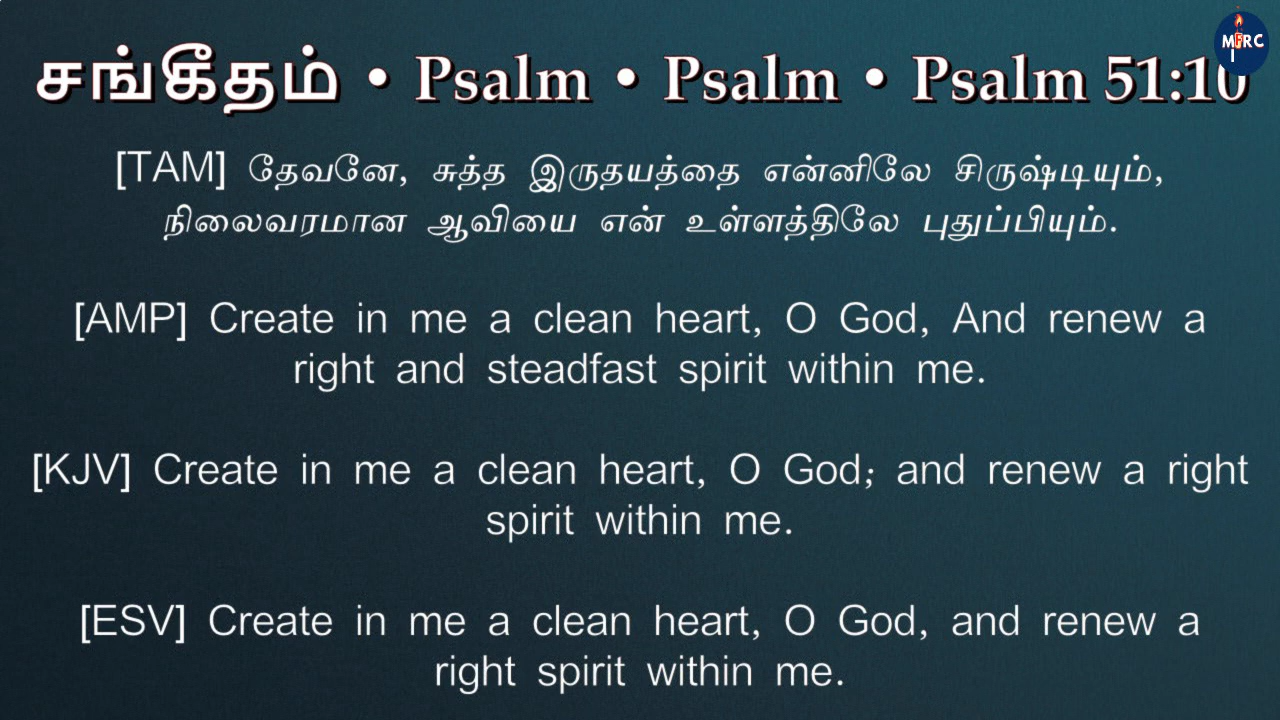 சங்கீதம் • Psalm • Psalm • Psalm 51:10
MFRC
[TAM] தேவனே, சுத்த இருதயத்தை என்னிலே சிருஷ்டியும்,
நிலைவரமான ஆவியை என் உள்ளத்திலே புதுப்பியும்.
[AMP] Create in me a clean heart, O God, And renew a
right and steadfast spirit within me.
[KJV] Create in me a clean heart, O God; and renew a right
spirit within me.
[ESV] Create in me a clean heart, O God, and renew a
right spirit within me.